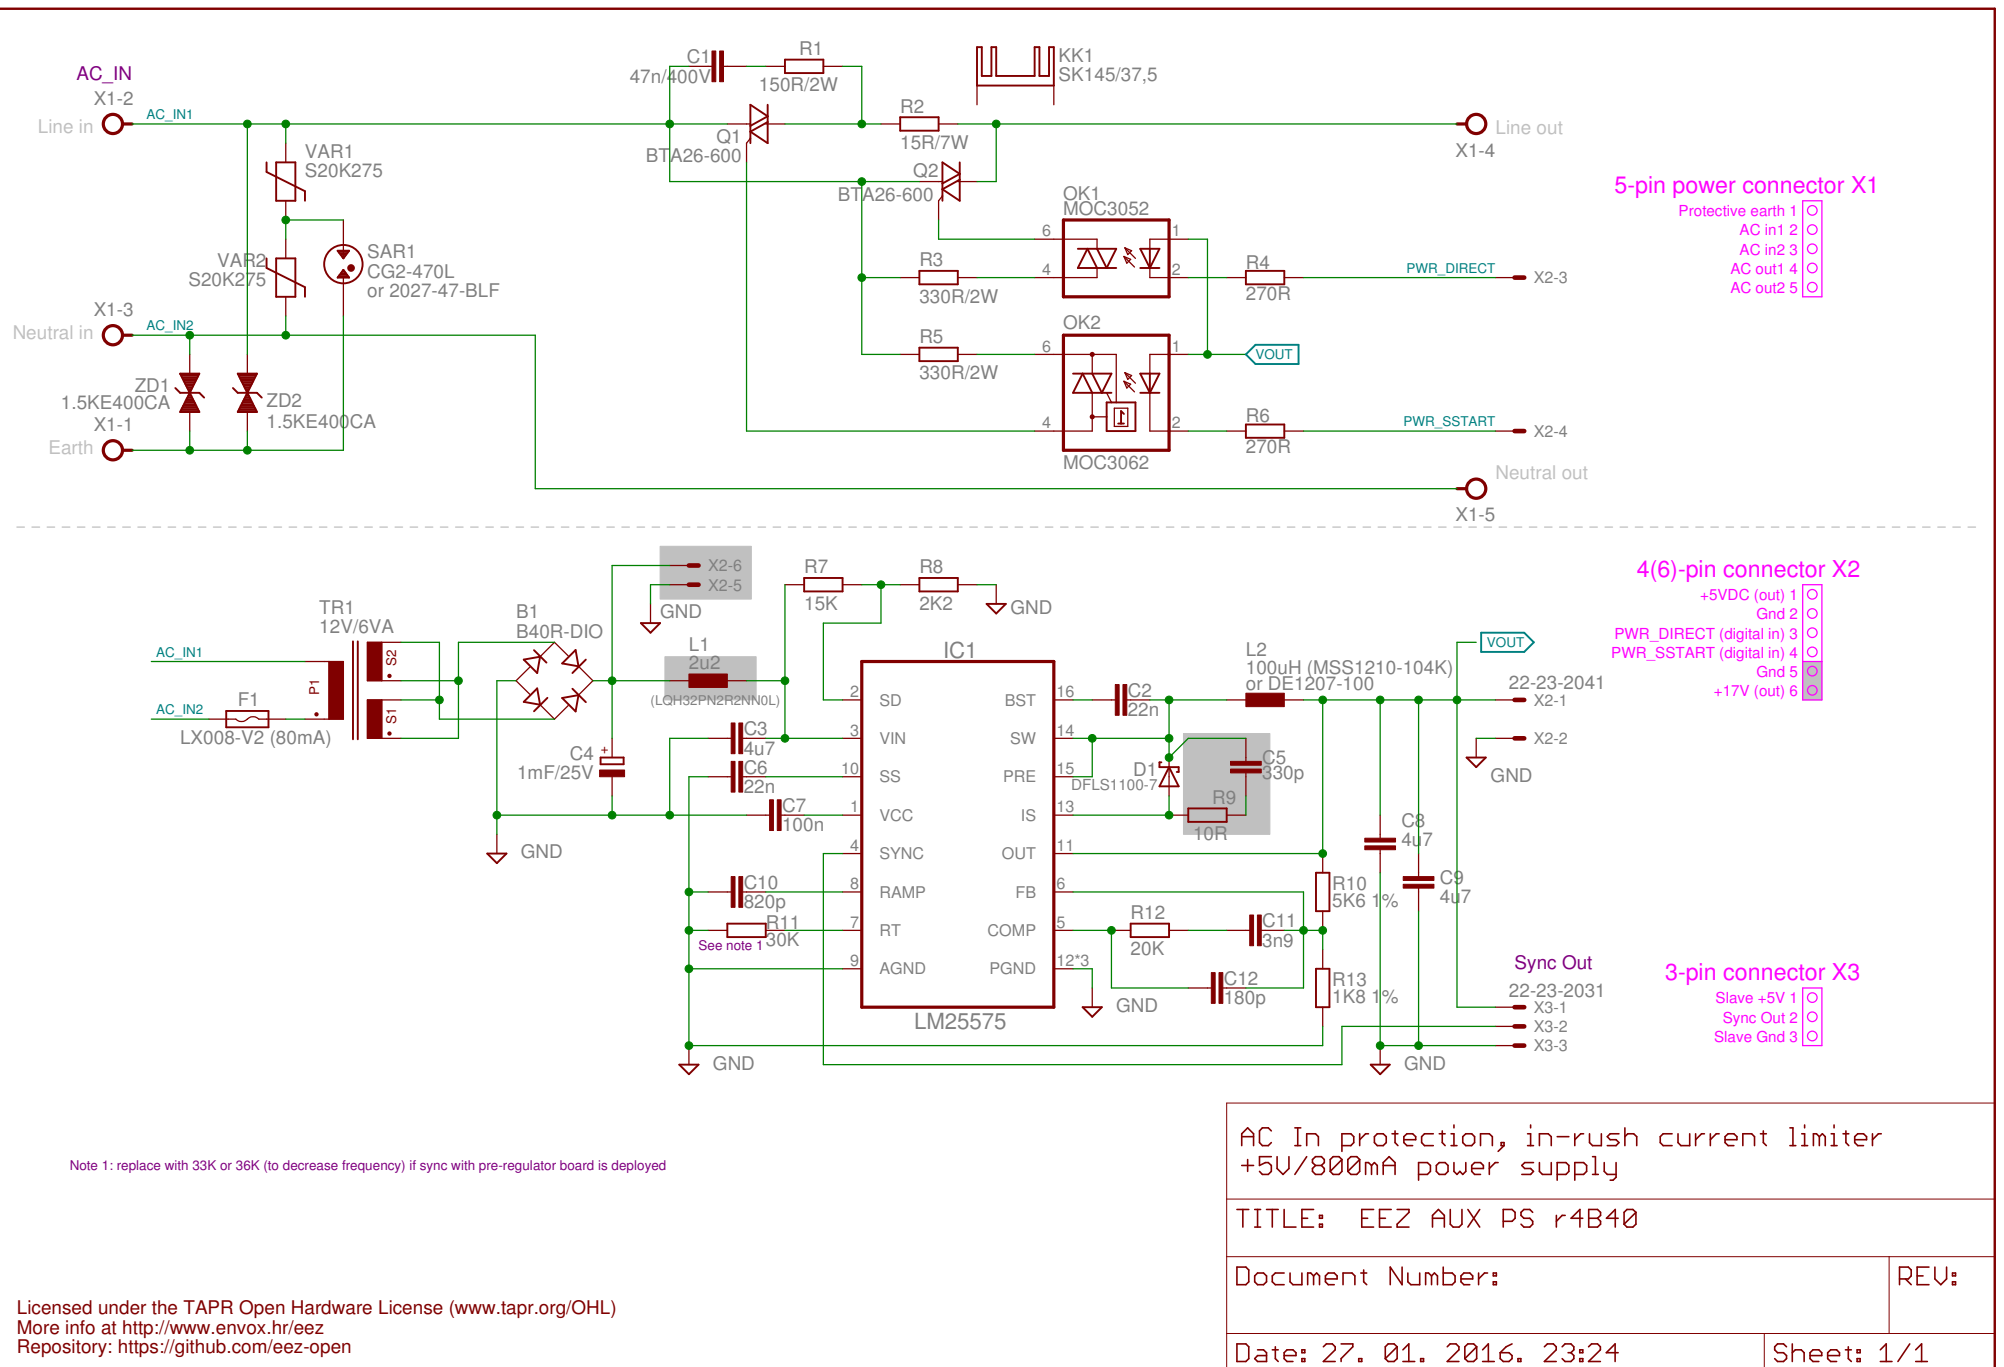 AC_IN
X1-2
Line in
AC_IN1
VAR1
S20K275
VAR2
S20K275
SAR1
CG2-470L
or 2027-47-BLF
X1-3
Neutral in
AC_IN2
ZD1
1.5KE400CA
ZD2
1.5KE400CA
X1-1
Earth
C1
47n/400V
R1
150R/2W
Q1
BTA26-600
R2
15R/7W
Q2
BTA26-600
KK1
SK145/37,5
Line out
X1-4
OK1
MOC3052
6
4
1
2
R3
330R/2W
R4
270R
PWR_DIRECT
X2-3
OK2
R5
330R/2W
6
4
1
2
MOC3062
VOUT
R6
270R
PWR_SSTART
X2-4
Neutral out
X1-5
5-pin power connector X1
Protective earth 1
AC in1 2
AC in2 3
AC out1 4
AC out2 5
X2-6
X2-5
GND
TR1
12V/6VA
AC_IN1
AC_IN2
F1
LX008-V2 (80mA)
P1
S2
S1
B1
B40R-DIO
L1
2u2
(LQH32PN2R2NN0L)
R7
15K
R8
2K2
GND
C4
1mF/25V
+
GND
C3
4u7
C6
22n
C7
100n
C10
820p
R11
30K
See note 1
GND
IC1
2 SD
3 VIN
10 SS
1 VCC
4 SYNC
8 RAMP
7 RT
9 AGND
BST 16
SW 14
PRE 15
IS 13
OUT 11
FB 6
COMP 5
PGND 12*3
LM25575
GND
C2
22n
D1
DFLS1100-7
C5
330p
R9
10R
L2
100uH (MSS1210-104K)
or DE1207-100
R10
5K6 1%
R12
20K
C11
3n9
C12
180p
R13
1K8 1%
C8
4u7
C9
4u7
GND
VOUT
22-23-2041
X2-1
X2-2
GND
Sync Out
22-23-2031
X3-1
X3-2
X3-3
4(6)-pin connector X2
+5VDC (out) 1
Gnd 2
PWR_DIRECT (digital in) 3
PWR_SSTART (digital in) 4
Gnd 5
+17V (out) 6
3-pin connector X3
Slave +5V 1
Sync Out 2
Slave Gnd 3
Note 1: replace with 33K or 36K (to decrease frequency) if sync with pre-regulator board is deployed
Licensed under the TAPR Open Hardware License (www.tapr.org/OHL)
More info at http://www.envox.hr/eez
Repository: https://github.com/eez-open
AC In protection, in-rush current limiter
+5V/800mA power supply
TITLE: EEZ AUX PS r4B40
Document Number:
REV:
Date: 27. 01. 2016. 23:24
Sheet: 1/1